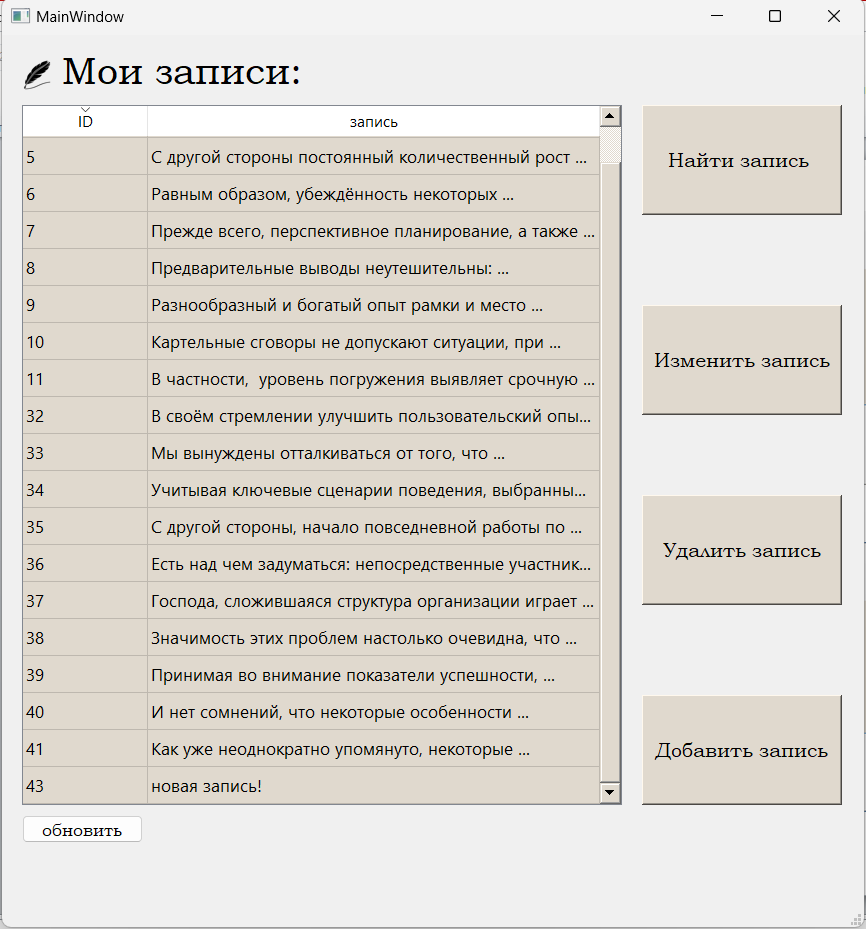 MainWindow
Мои записи:
ID запись
5 С другой стороны постоянный количественный рост ...
6 Равным образом, убеждённость некоторых ...
7 Прежде всего, перспективное планирование, а также ...
8 Предварительные выводы неутешительны: ...
9 Разнообразный и богатый опыт рамки и место ...
10 Картельные сговоры не допускают ситуации, при ...
11 В частности,  уровень погружения выявляет срочную ...
32 В своём стремлении улучшить пользовательский опы...
33 Мы вынуждены отталкиваться от того, что ...
34 Учитывая ключевые сценарии поведения, выбранны...
35 С другой стороны, начало повседневной работы по ...
36 Есть над чем задуматься: непосредственные участник...
37 Господа, сложившаяся структура организации играет ...
38 Значимость этих проблем настолько очевидна, что ...
39 Принимая во внимание показатели успешности, ...
40 И нет сомнений, что некоторые особенности ...
41 Как уже неоднократно упомянуто, некоторые ...
43 новая запись!
обновить
Найти запись
Изменить запись
Удалить запись
Добавить запись